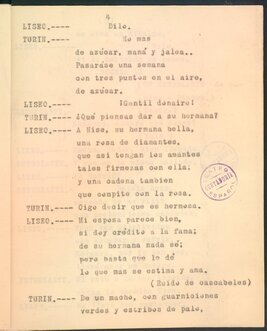 4
LISEO.---- Dilo.
TURIN.---- No mas
de azúcar, maná y jalea..
Pasaráse una semana
con tres puntos en el aire,
de azúcar.
LISEO.---- ¡Gentil donaire!
TURIN.---- ¿Qué piensas dar a su hermana?
LISEO.---- A Nise, su hermana bella,
una rosa de diamantes,
que así tengan los amantes
tales firmezas con ella;
y una cadena tambien
que compite con la rosa.
TURIN.---- Oigo decir que es hermosa.
LISEO.---- Mi esposa parece bien,
si doy crédito a la fama;
de su hermana nada sé;
pero basta que lo dé
lo que mas se estima y ama.
(Ruido de cascabeles)
TURIN.---- De un macho, con guarniciones
verdes y estribos de palo,
TEATRO
ESPAÑOL